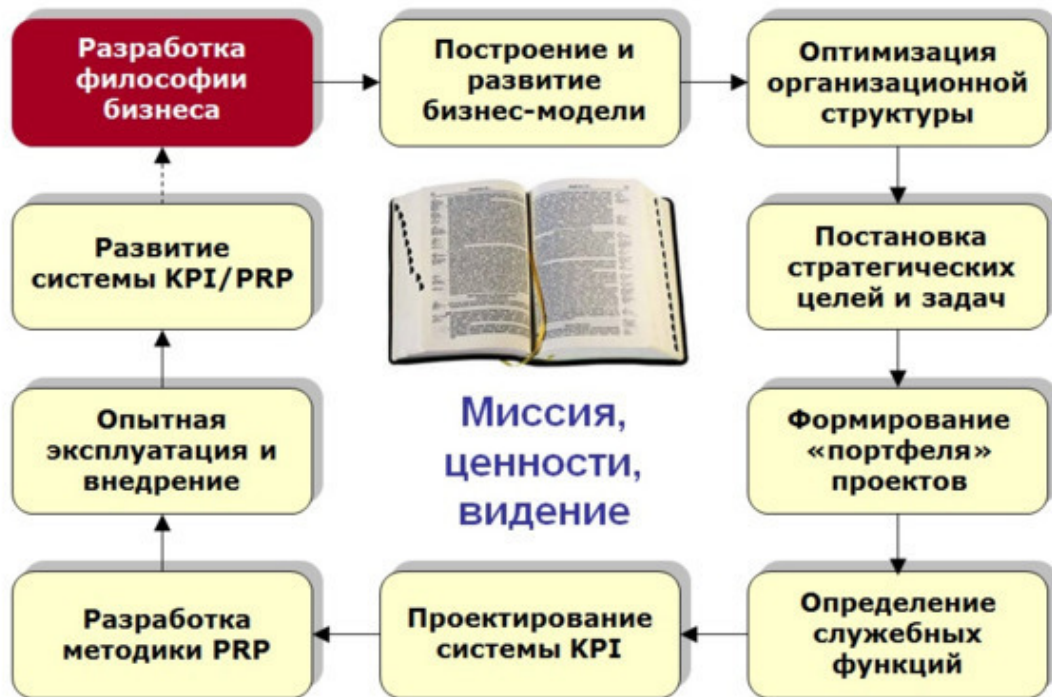 Разработка
философии
бизнеса
Построение и
развитие
бизнес-модели
Оптимизация
организационной
структуры
Постановка
стратегических
целей и задач
Формирование
«портфеля»
проектов
Определение
служебных
функций
Проектирование
системы KPI
Разработка
методики PRP
Опытная
эксплуатация и
внедрение
Развитие
системы KPI/PRP
Миссия,
ценности,
видение